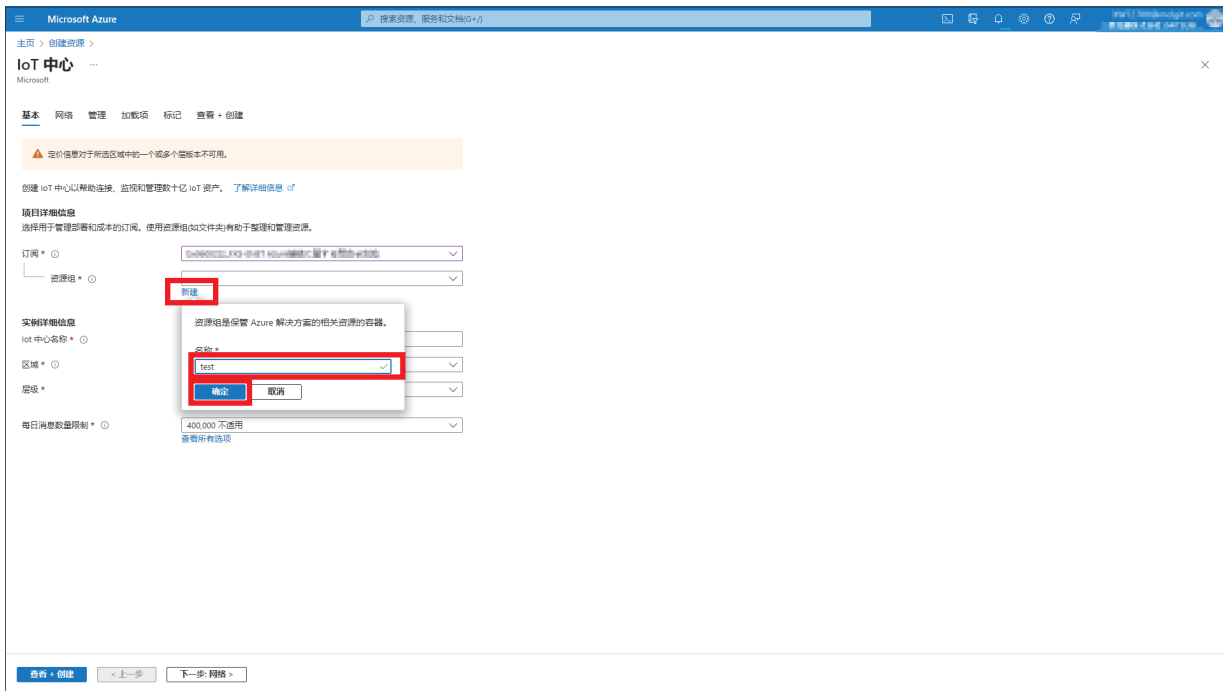 Microsoft Azure
搜索资源、服务和文档(G+/)
主页 > 创建资源 >
IoT 中心 ...
Microsoft
基本 网络 管理 加载项 标记 查看 + 创建
定价信息对于所选区域中的一个或多个层版本不可用。
创建 IoT 中心以帮助连接、监视和管理数十亿 IoT 资产。 了解详细信息
项目详细信息
选择用于管理部署和成本的订阅。使用资源组(如文件夹)有助于整理和管理资源。
订阅 *
资源组 *
新建
资源组是保管 Azure 解决方案的相关资源的容器。
名称 *
test
确定 取消
实例详细信息
Iot 中心名称 *
区域 *
层级 *
每日消息数量限制 * 400,000 不适用
查看所有选项
查看 + 创建 < 上一步 下一步: 网络 >